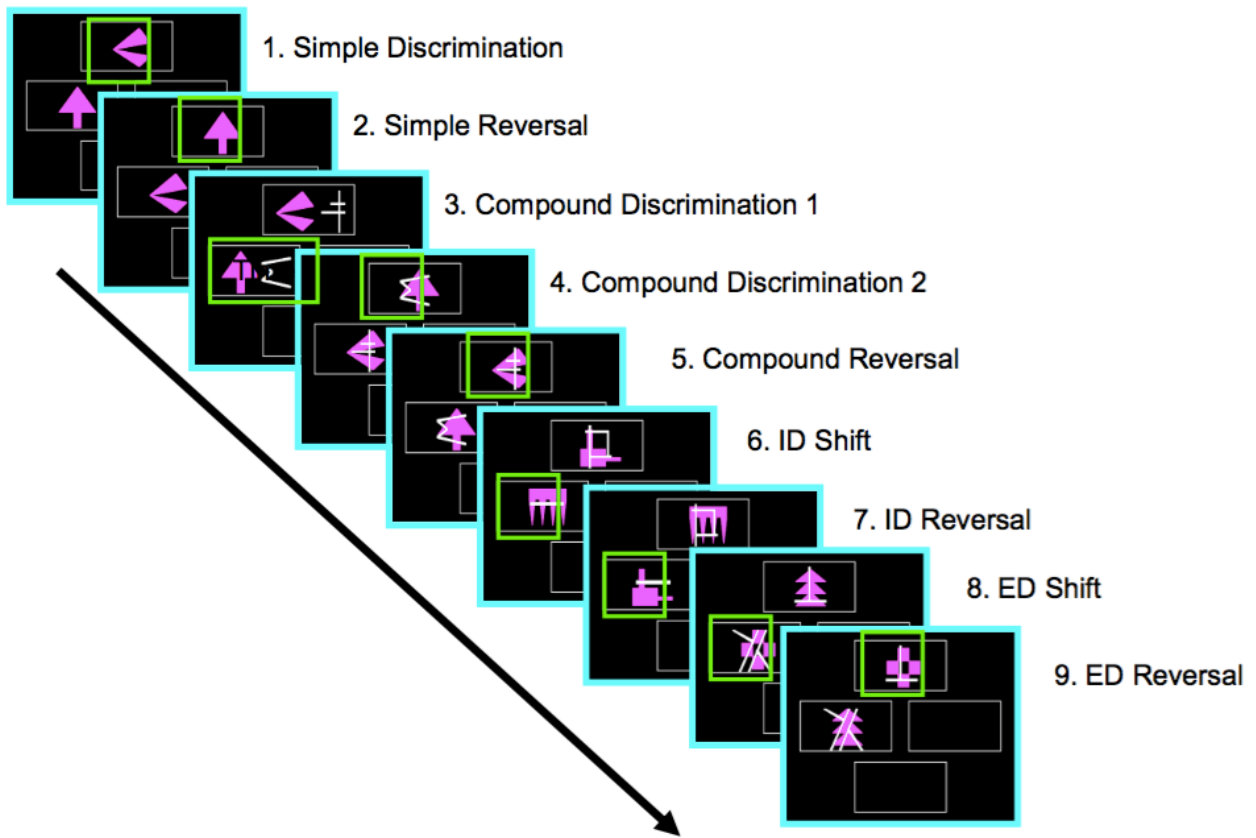 1. Simple Discrimination
2. Simple Reversal
3. Compound Discrimination 1
4. Compound Discrimination 2
5. Compound Reversal
6. ID Shift
7. ID Reversal
8. ED Shift
9. ED Reversal